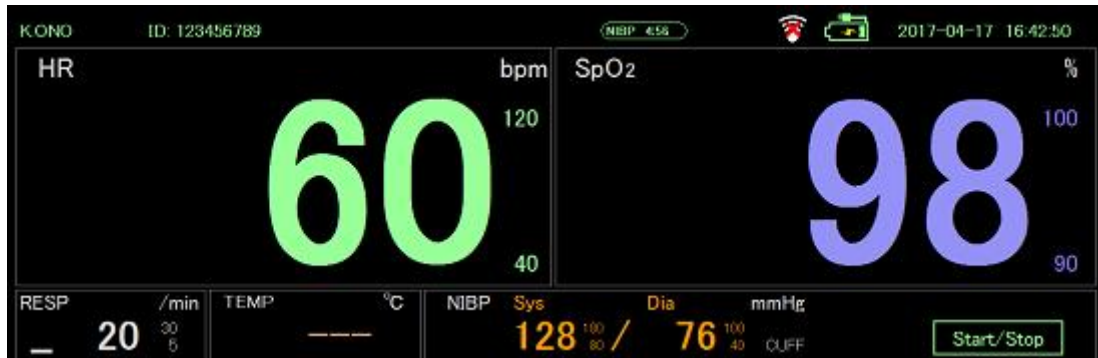 KONO ID: 123456789 NIBP 4:56 2017-04-17 16:42:50
HR bpm SpO2 %
120 100
60 98
40 90
RESP /min TEMP °C NIBP Sys Dia mmHg
20 30 5 --- 128 180 80 / 76 100 40 CUFF
Start/Stop